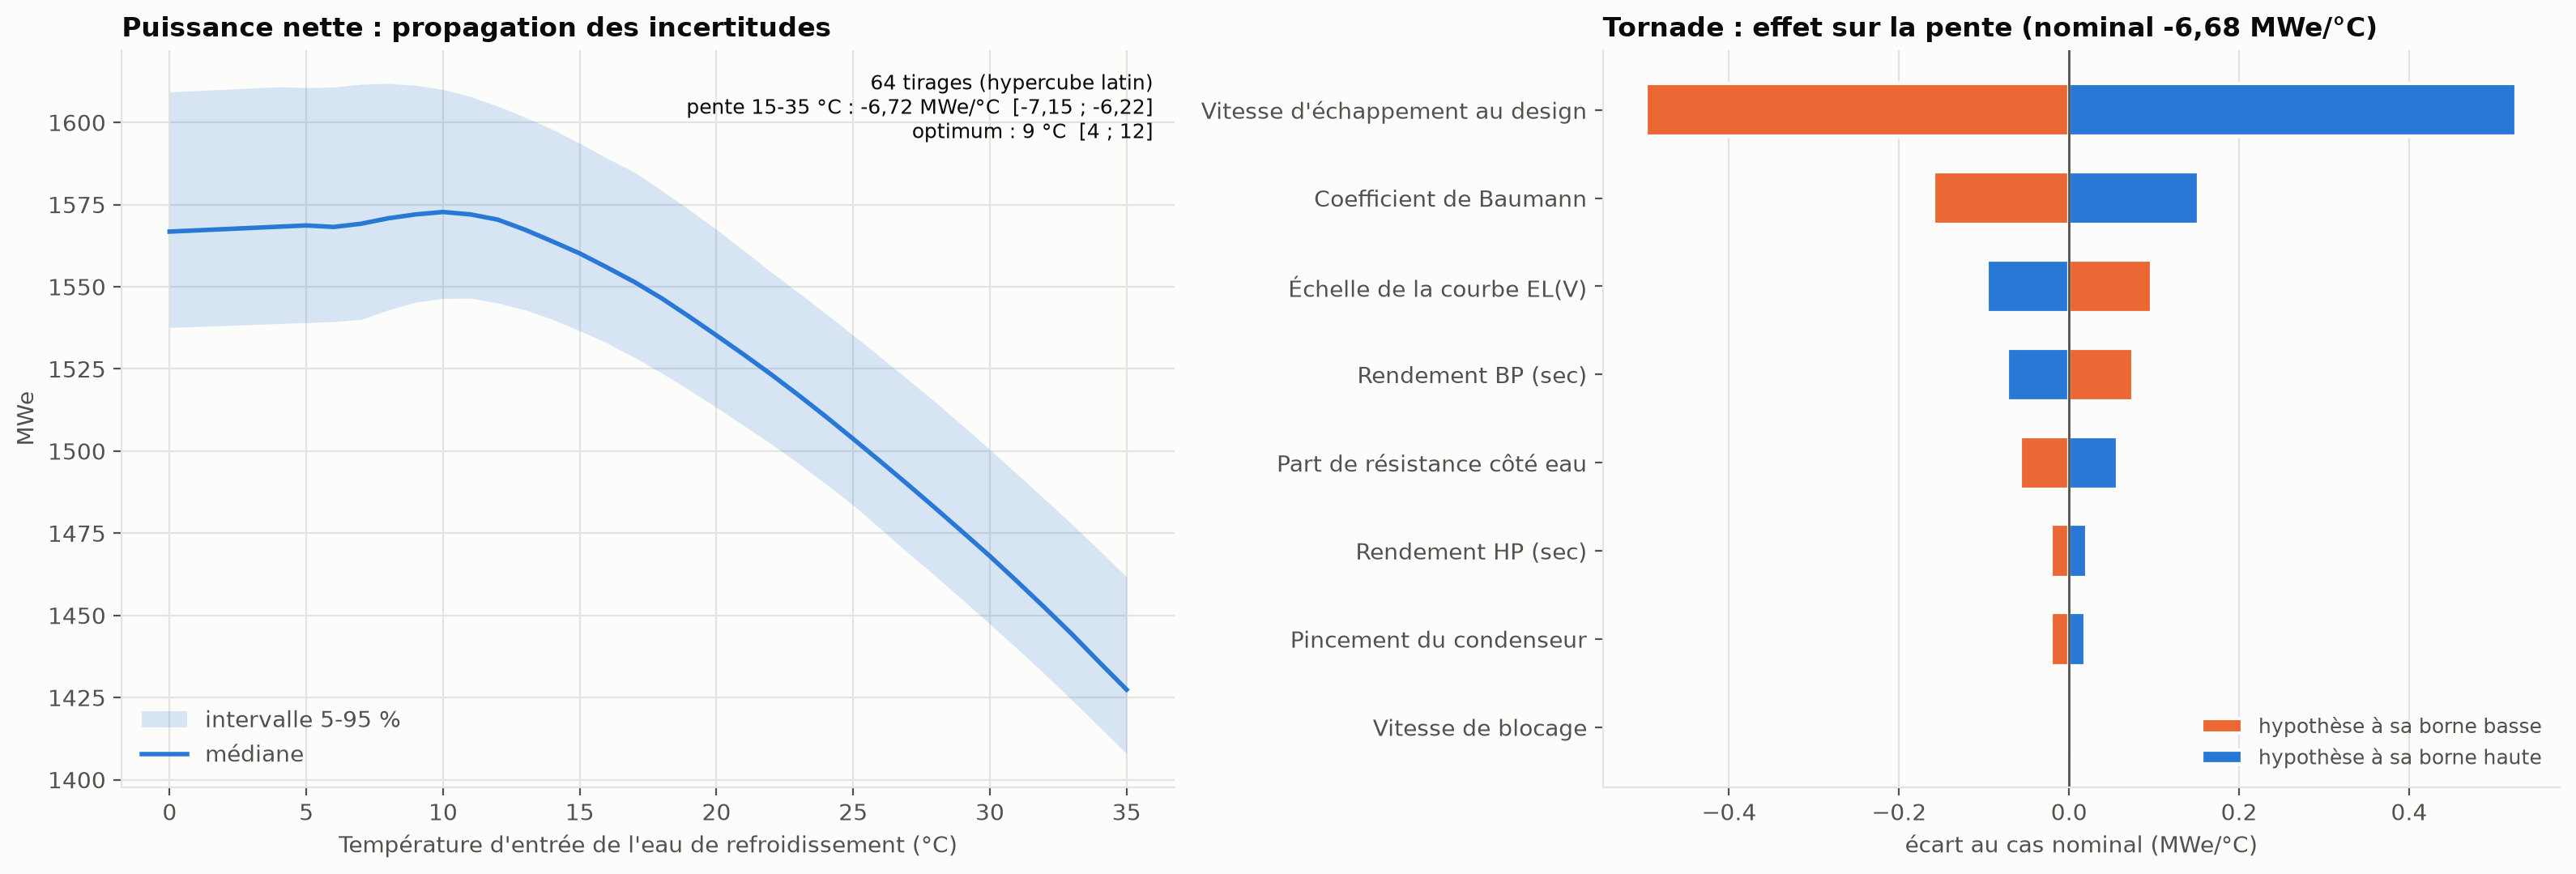 Puissance nette : propagation des incertitudes
64 tirages (hypercube latin)
pente 15-35 °C : -6,72 MWe/°C  [-7,15 ; -6,22]
optimum : 9 °C  [4 ; 12]
1600
1575
1550
1525
1500
1475
1450
1425
1400
MWe
intervalle 5-95 %
médiane
0 5 10 15 20 25 30 35
Température d'entrée de l'eau de refroidissement (°C)
Tornade : effet sur la pente (nominal -6,68 MWe/°C)
Vitesse d'échappement au design
Coefficient de Baumann
Échelle de la courbe EL(V)
Rendement BP (sec)
Part de résistance côté eau
Rendement HP (sec)
Pincement du condenseur
Vitesse de blocage
hypothèse à sa borne basse
hypothèse à sa borne haute
−0.4 −0.2 0.0 0.2 0.4
écart au cas nominal (MWe/°C)